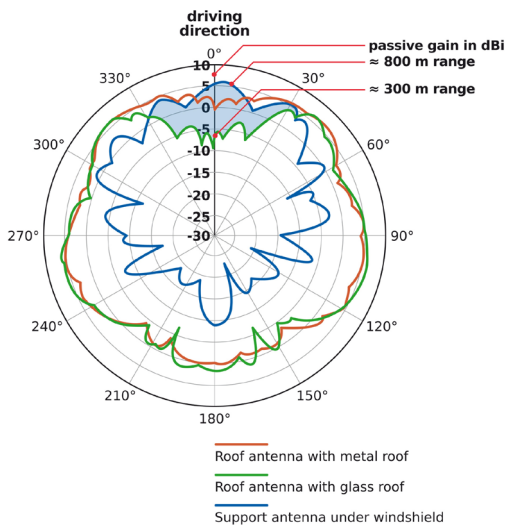 driving
direction
0°
passive gain in dBi
≈ 800 m range
≈ 300 m range
10
5
0
-5
-10
-15
-20
-25
-30
330°
30°
300°
60°
270°
90°
240°
120°
210°
150°
180°
Roof antenna with metal roof
Roof antenna with glass roof
Support antenna under windshield